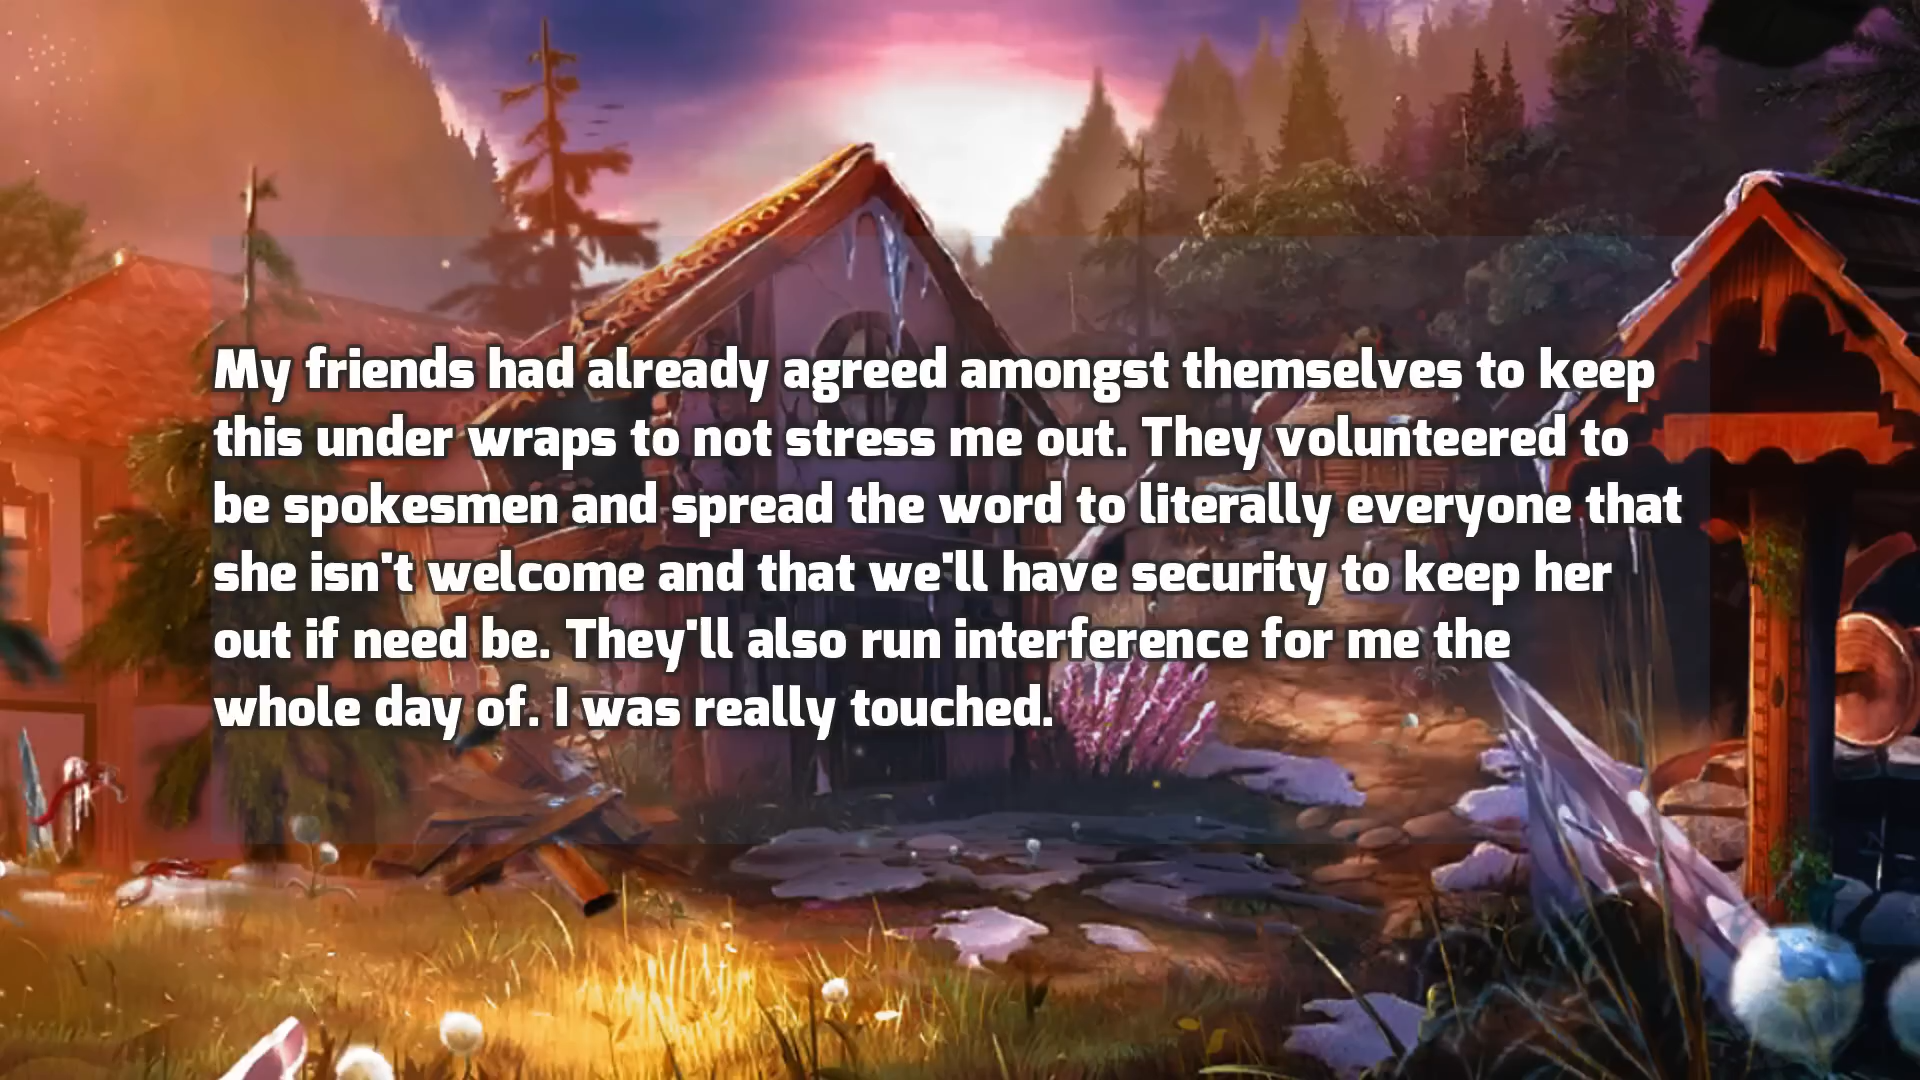 My friends had already agreed amongst themselves to keep
this under wraps to not stress me out. They volunteered to
be spokesmen and spread the word to literally everyone that
she isn't welcome and that we'll have security to keep her
out if need be. They'll also run interference for me the
whole day of. I was really touched.